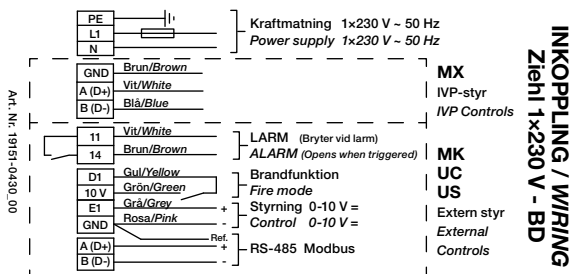 PE
L1
N
Kraftmatning 1×230 V ~ 50 Hz
Power supply 1×230 V ~ 50 Hz
GND Brun/Brown
A (D+) Vit/White
B (D-) Blå/Blue
MX
IVP-styr
IVP Controls
11 Vit/White
14 Brun/Brown
LARM (Bryter vid larm)
ALARM (Opens when triggered)
D1 Gul/Yellow
10 V Grön/Green
Brandfunktion
Fire mode
E1 Grå/Grey +
GND Rosa/Pink -
Styrning 0-10 V =
Control 0-10 V =
Ref.
A (D+) +
B (D-) -
RS-485 Modbus
MK
UC
US
Extern styr
External
Controls
INKOPPLING / WIRING
Ziehl 1×230 V - BD
Art. Nr. 19151-0430_00